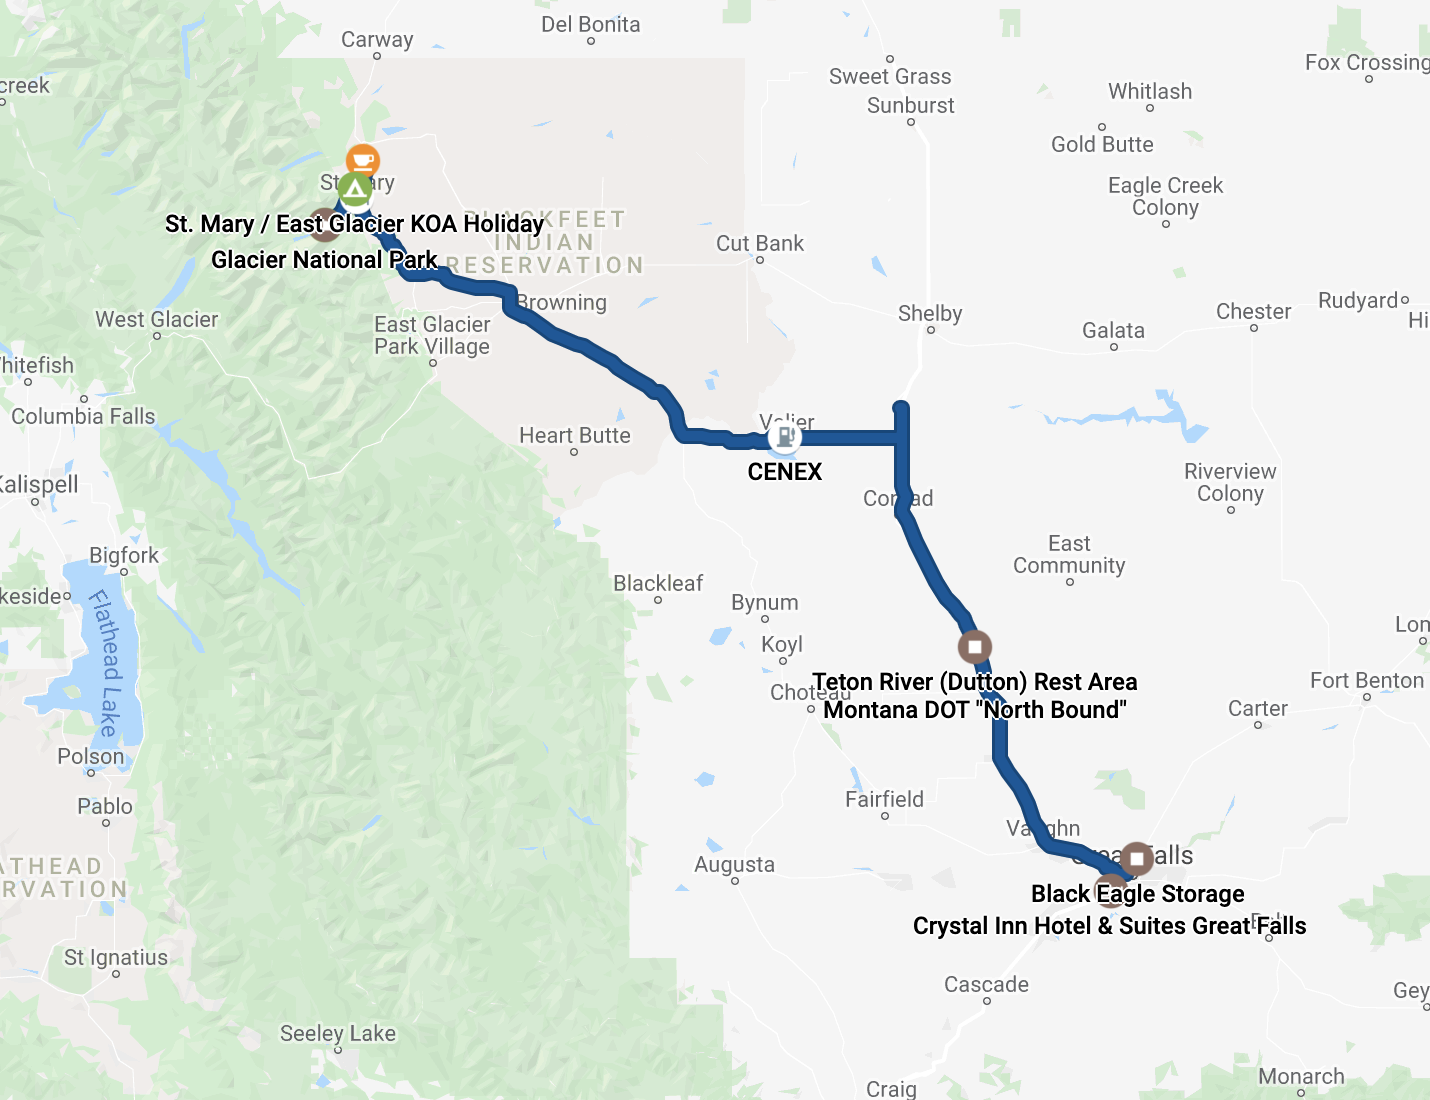 Del Bonita
Carway
creek
Sweet Grass
Sunburst
Fox Crossing
Whitlash
Gold Butte
Eagle Creek
Colony
St Mary
St. Mary / East Glacier KOA Holiday
Glacier National Park
BLACKFEET
INDIAN
RESERVATION
Cut Bank
Browning
West Glacier
East Glacier
Park Village
Shelby
Galata
Chester
Rudyard
Hi
hitefish
Columbia Falls
Heart Butte
Valier
CENEX
Kalispell
Conrad
Riverview
Colony
Bigfork
East
Community
keside
Flathead Lake
Blackleaf
Bynum
Koyl
Lom
Choteau
Teton River (Dutton) Rest Area
Montana DOT "North Bound"
Fort Benton
Carter
Polson
Pablo
Fairfield
Vaughn
Great Falls
ATHEAD
RVATION
Augusta
Black Eagle Storage
Crystal Inn Hotel & Suites Great Falls
St Ignatius
Cascade
Gey
Seeley Lake
Craig
Monarch